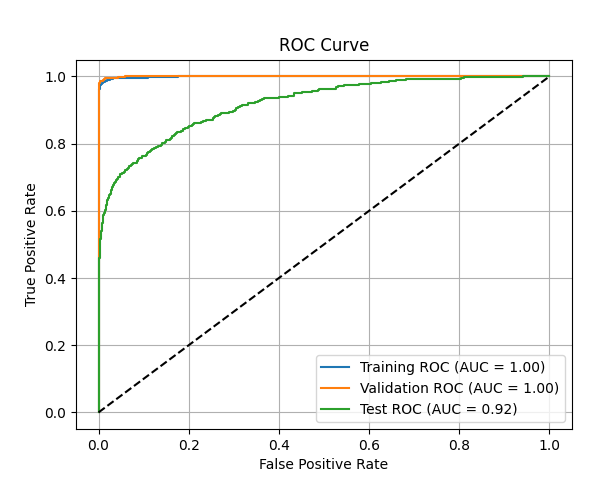 ROC Curve
1.0
0.8
0.6
0.4
0.2
0.0
True Positive Rate
Training ROC (AUC = 1.00)
Validation ROC (AUC = 1.00)
Test ROC (AUC = 0.92)
0.0 0.2 0.4 0.6 0.8 1.0
False Positive Rate